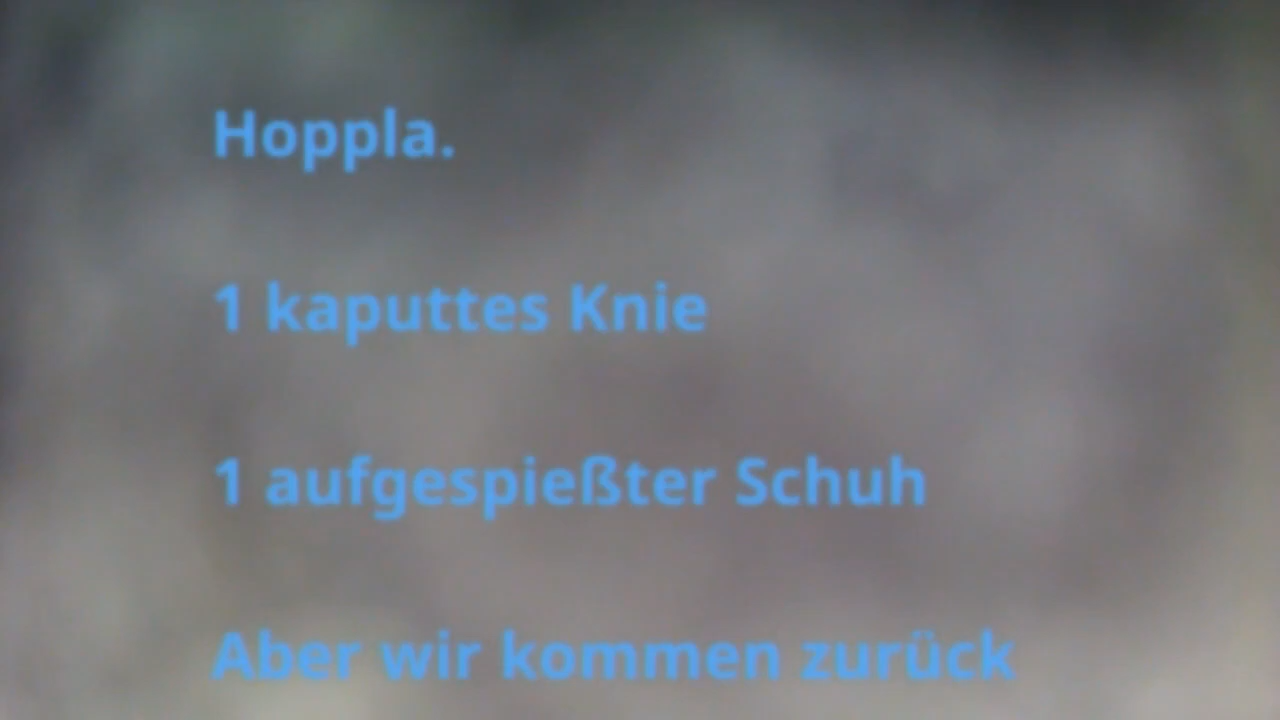 Hoppla.
1 kaputtes Knie
1 aufgespießter Schuh
Aber wir kommen zurück